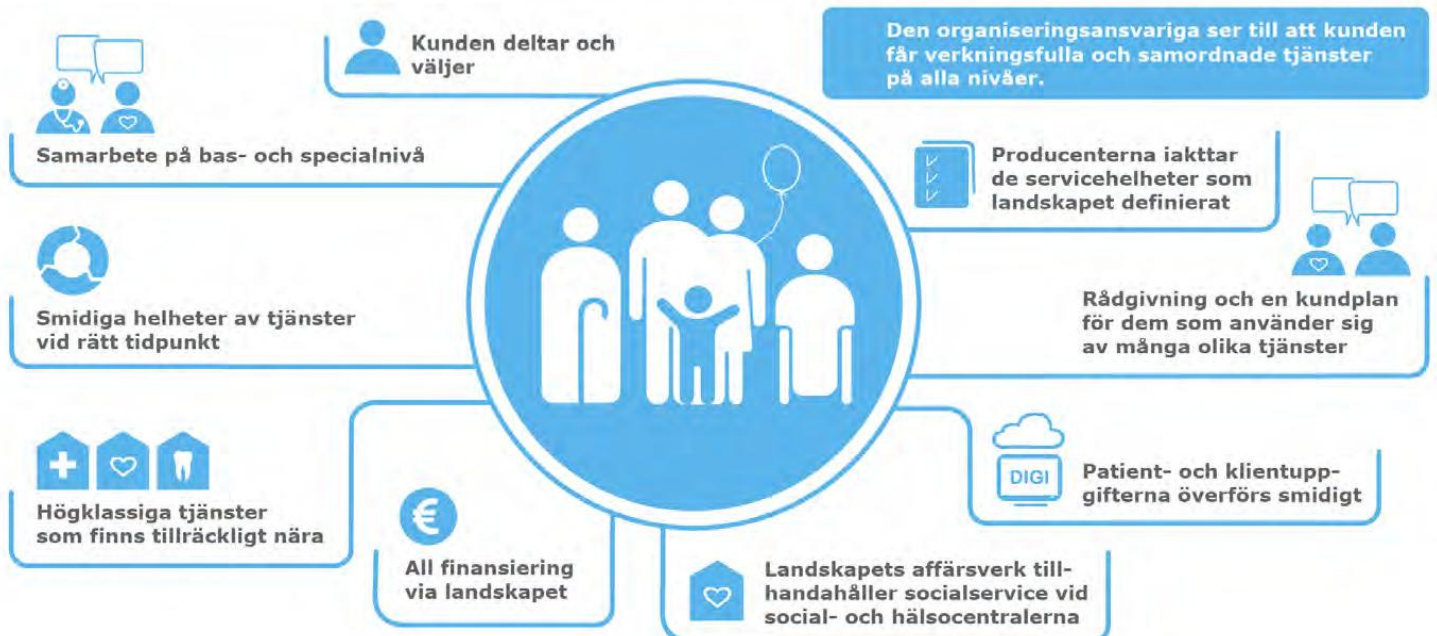 Kunden deltar och
väljer
Den organiseringsansvariga ser till att kunden
får verkningsfulla och samordnade tjänster
på alla nivåer.
Samarbete på bas- och specialnivå
Producenterna iakttar
de servicehelheter som
landskapet definierat
Smidiga helheter av tjänster
vid rätt tidpunkt
Rådgivning och en kundplan
för dem som använder sig
av många olika tjänster
Högklassiga tjänster
som finns tillräckligt nära
€
All finansiering
via landskapet
DIGI
Patient- och klientupp-
gifterna överförs smidigt
Landskapets affärsverk till-
handahåller socialservice vid
social- och hälsocentralerna